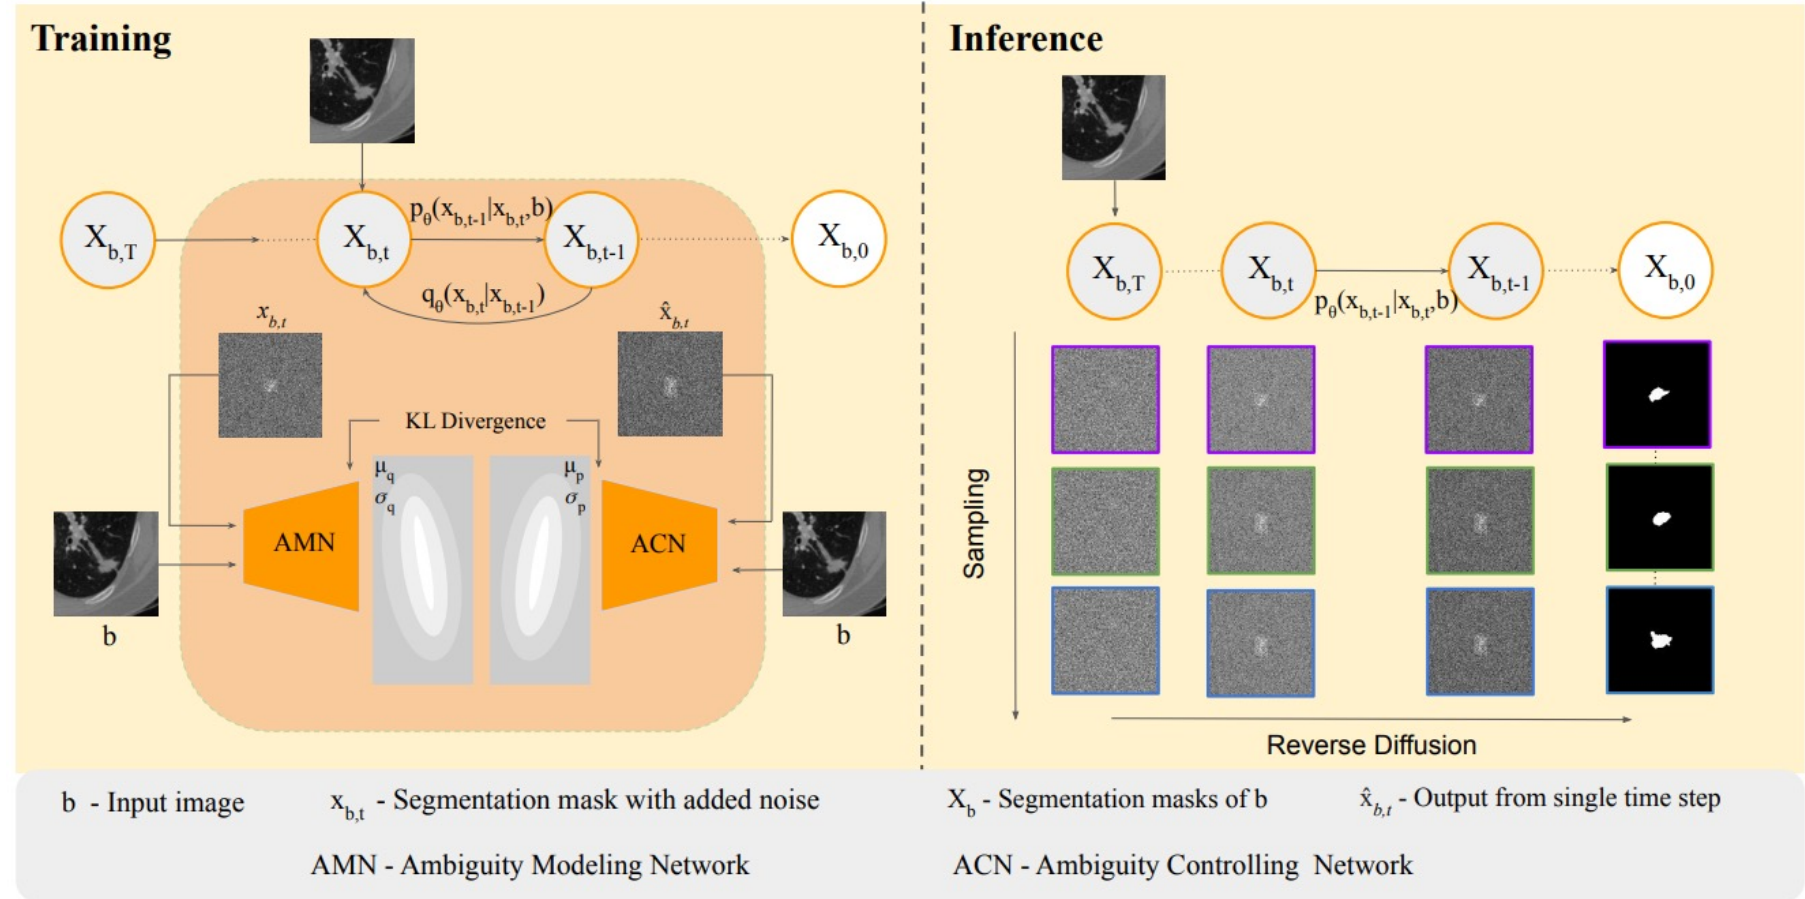 Training
X_b,T
X_b,t
p_θ(x_b,t-1|x_b,t,b)
X_b,t-1
X_b,0
q_θ(x_b,t|x_b,t-1)
x_b,t
x̂_b,t
KL Divergence
μ_q
σ_q
μ_p
σ_p
AMN
ACN
b
b
Inference
X_b,T
X_b,t
p_θ(x_b,t-1|x_b,t,b)
X_b,t-1
X_b,0
Sampling
Reverse Diffusion
b - Input image
x_b,t - Segmentation mask with added noise
X_b - Segmentation masks of b
x̂_b,t - Output from single time step
AMN - Ambiguity Modeling Network
ACN - Ambiguity Controlling Network